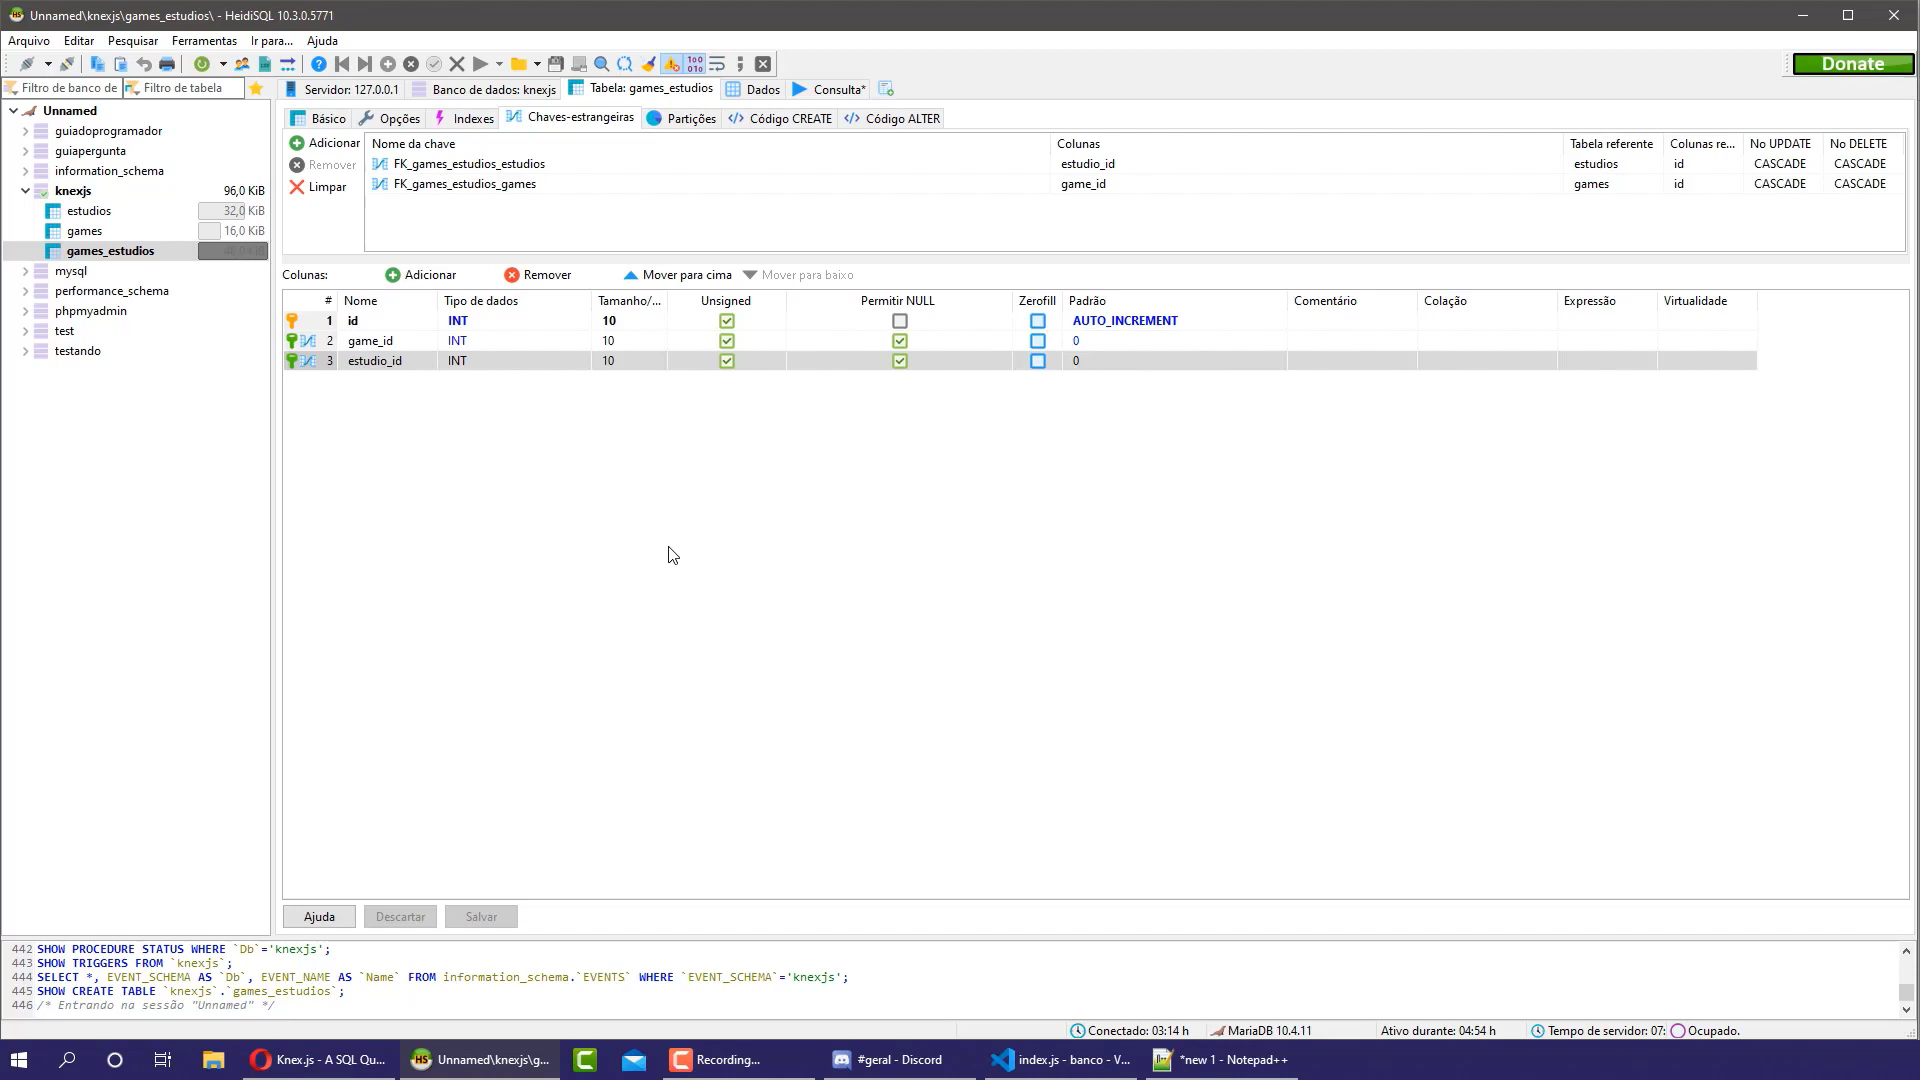 Unnamed\knexjs\games_estudios\ - HeidiSQL 10.3.0.5771
Arquivo Editar Pesquisar Ferramentas Ir para... Ajuda
Donate
Filtro de banco de Filtro de tabela
Servidor: 127.0.0.1 Banco de dados: knexjs Tabela: games_estudios Dados Consulta*
Unnamed
guiadoprogramador
guiapergunta
information_schema
knexjs 96,0 KiB
estudios 32,0 KiB
games 16,0 KiB
games_estudios
mysql
performance_schema
phpmyadmin
test
testando
Básico Opções Indexes Chaves-estrangeiras Partições Código CREATE Código ALTER
Adicionar
Remover
Limpar
Nome da chave Colunas Tabela referente Colunas re... No UPDATE No DELETE
FK_games_estudios_estudios estudio_id estudios id CASCADE CASCADE
FK_games_estudios_games game_id games id CASCADE CASCADE
Colunas: Adicionar Remover Mover para cima Mover para baixo
# Nome Tipo de dados Tamanho/... Unsigned Permitir NULL Zerofill Padrão Comentário Colação Expressão Virtualidade
1 id INT 10 AUTO_INCREMENT
2 game_id INT 10 0
3 estudio_id INT 10 0
Ajuda Descartar Salvar
442 SHOW PROCEDURE STATUS WHERE `Db`='knexjs';
443 SHOW TRIGGERS FROM `knexjs`;
444 SELECT *, EVENT_SCHEMA AS `Db`, EVENT_NAME AS `Name` FROM information_schema.`EVENTS` WHERE `EVENT_SCHEMA`='knexjs';
445 SHOW CREATE TABLE `knexjs`.`games_estudios`;
446 /* Entrando na sessão "Unnamed" */
Conectado: 03:14 h MariaDB 10.4.11 Ativo durante: 04:54 h Tempo de servidor: 07: Ocupado.
Knex.js - A SQL Qu... Unnamed\knexjs\g... Recording... #geral - Discord index.js - banco - V... *new 1 - Notepad++